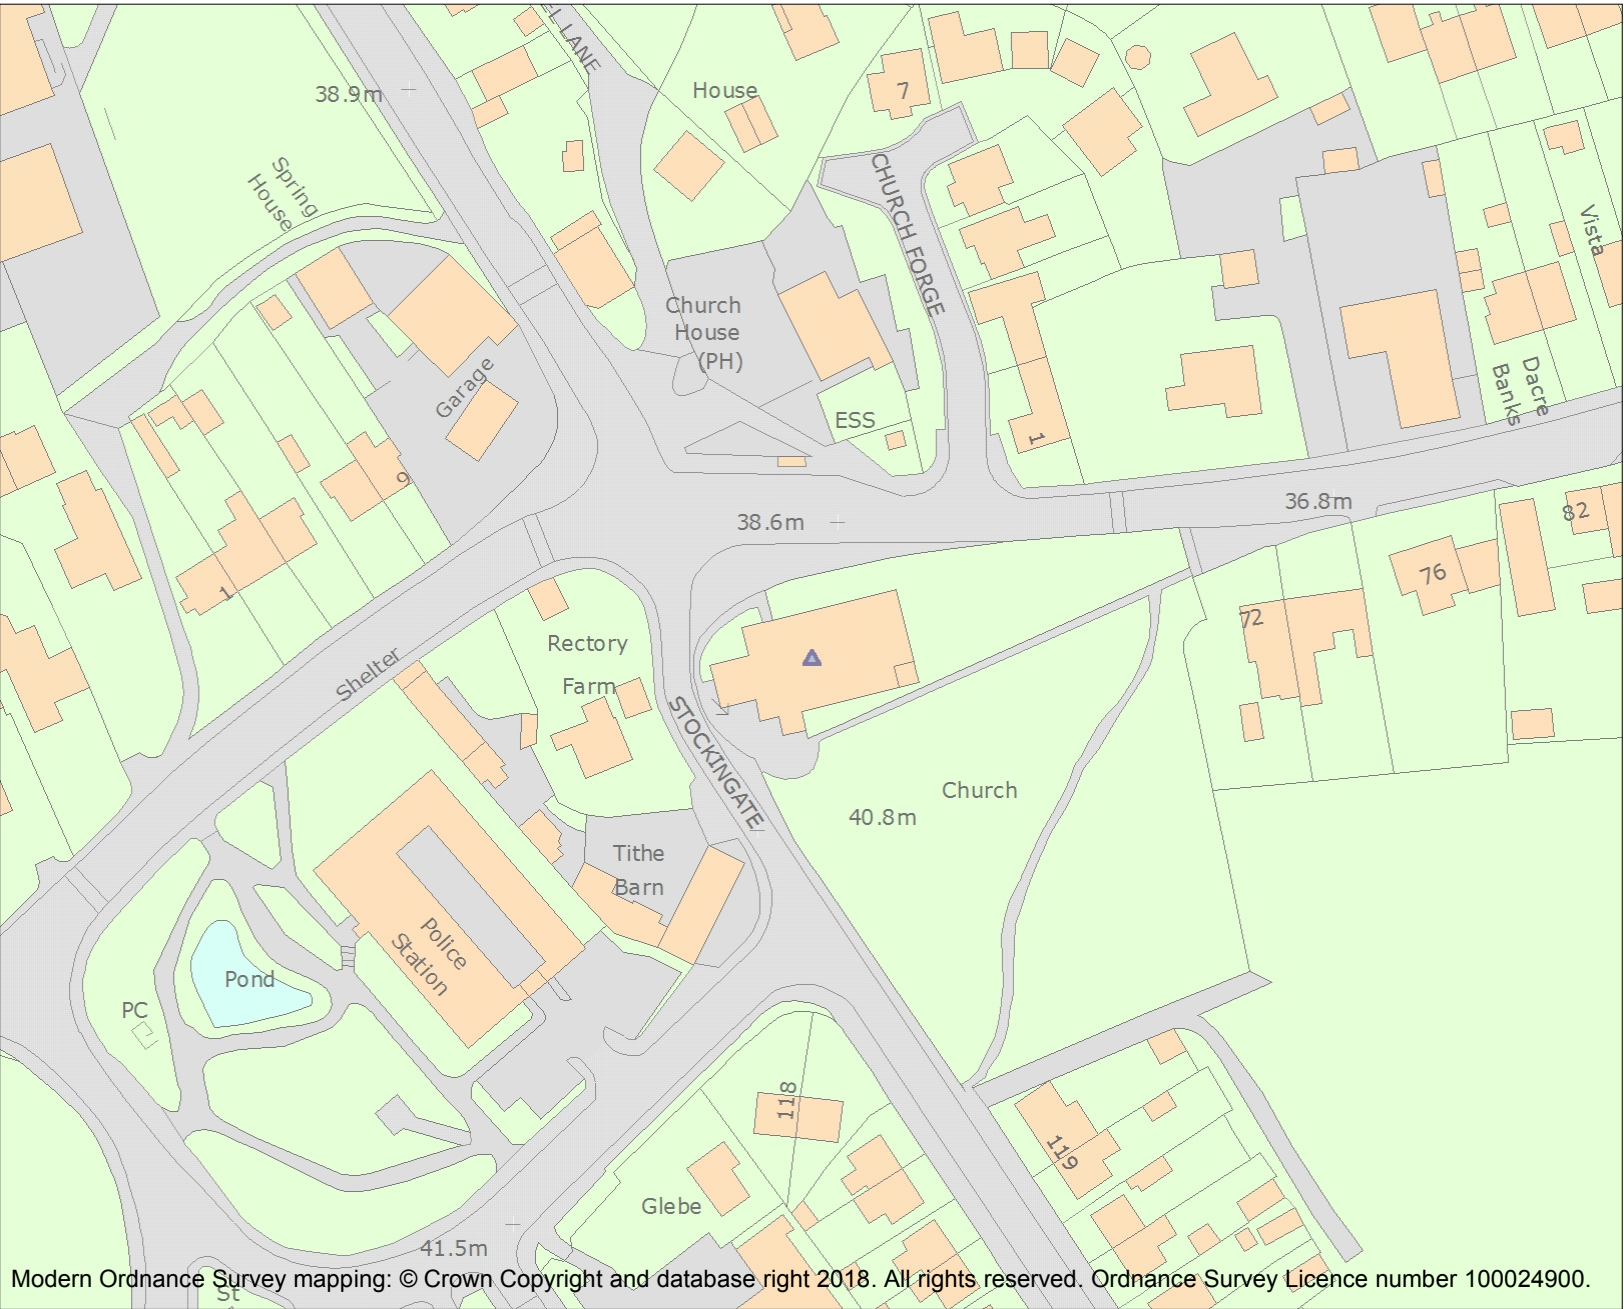 EL LANE
38.9m
House
7
Spring
House
CHURCH FORGE
Vista
Church
House
(PH)
Garage
ESS
1
Dacre
Banks
9
38.6m
36.8m
82
76
1
72
Rectory
Farm
Shelter
STOCKINGATE
Church
40.8m
Tithe
Barn
Police
Station
Pond
PC
118
119
Glebe
41.5m
Modern Ordnance Survey mapping: © Crown Copyright and database right 2018. All rights reserved. Ordnance Survey Licence number 100024900.
St